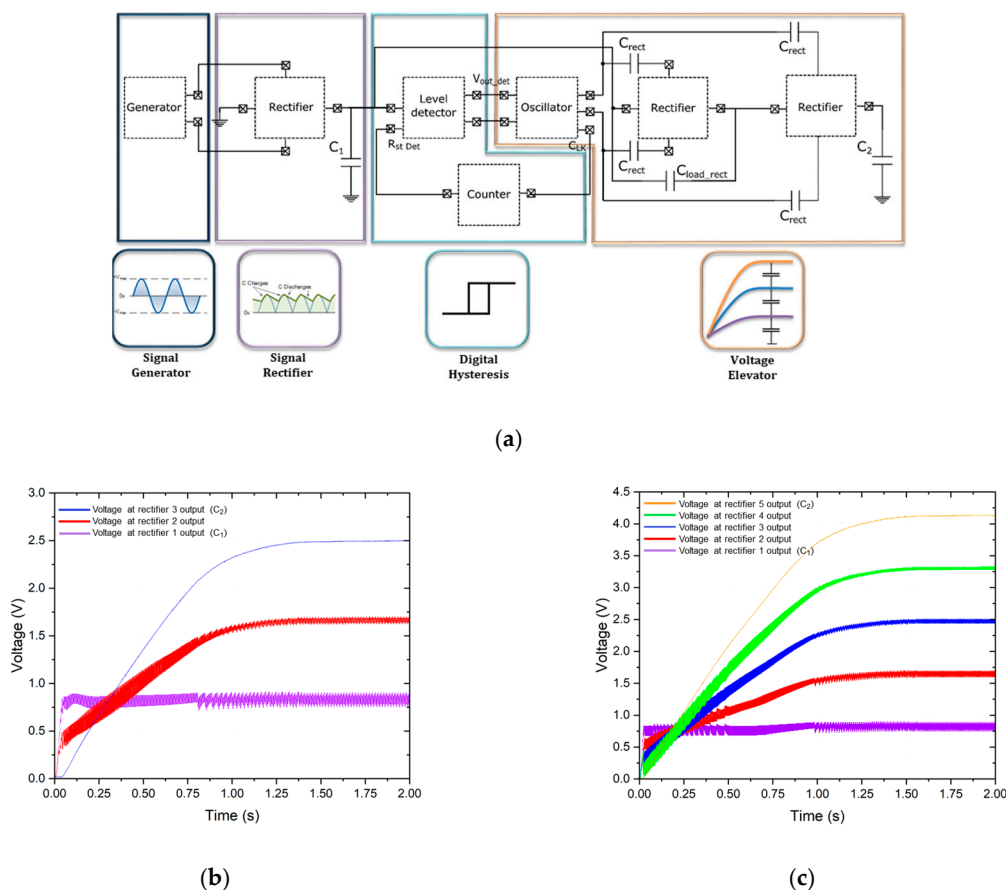 Generator
Rectifier
C1
Level
detector
Rst Det
Vout_det
Oscillator
CLK
Counter
Crect
Rectifier
Crect
Cload_rect
Crect
Rectifier
Crect
C2
+Vmax
0v
-Vmax
C Charges
C Discharges
0v
Signal
Generator
Signal
Rectifier
Digital
Hysteresis
Voltage
Elevator
(a)
3.0
2.5
2.0
1.5
1.0
0.5
0.0
Voltage (V)
Voltage at rectifier 3 output (C2)
Voltage at rectifier 2 output
Voltage at rectifier 1 output (C1)
0.00 0.25 0.50 0.75 1.00 1.25 1.50 1.75 2.00
Time (s)
(b)
4.5
4.0
3.5
3.0
2.5
2.0
1.5
1.0
0.5
0.0
Voltage (V)
Voltage at rectifier 5 output (C2)
Voltage at rectifier 4 output
Voltage at rectifier 3 output
Voltage at rectifier 2 output
Voltage at rectifier 1 output (C1)
0.00 0.25 0.50 0.75 1.00 1.25 1.50 1.75 2.00
Time (s)
(c)